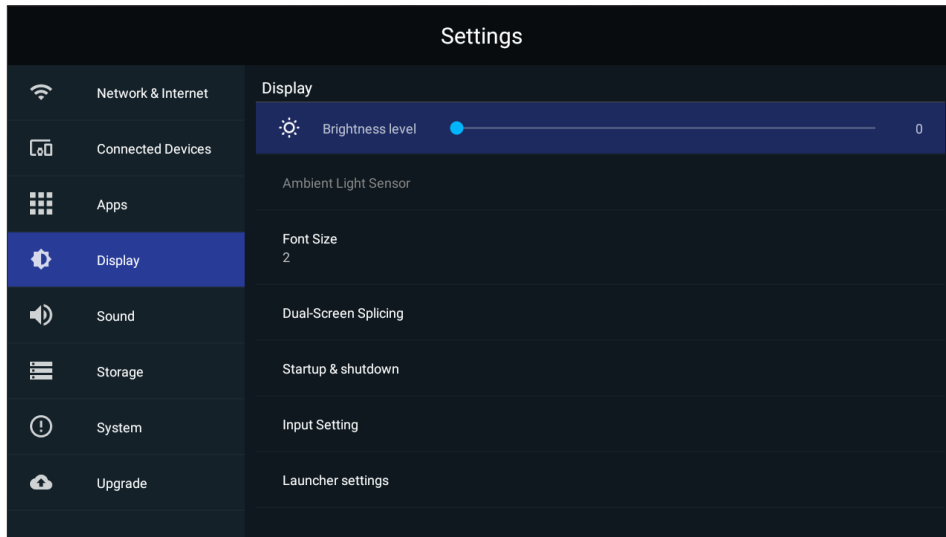 Settings
Network & Internet
Connected Devices
Apps
Display
Sound
Storage
System
Upgrade
Display
Brightness level 0
Ambient Light Sensor
Font Size
2
Dual-Screen Splicing
Startup & shutdown
Input Setting
Launcher settings